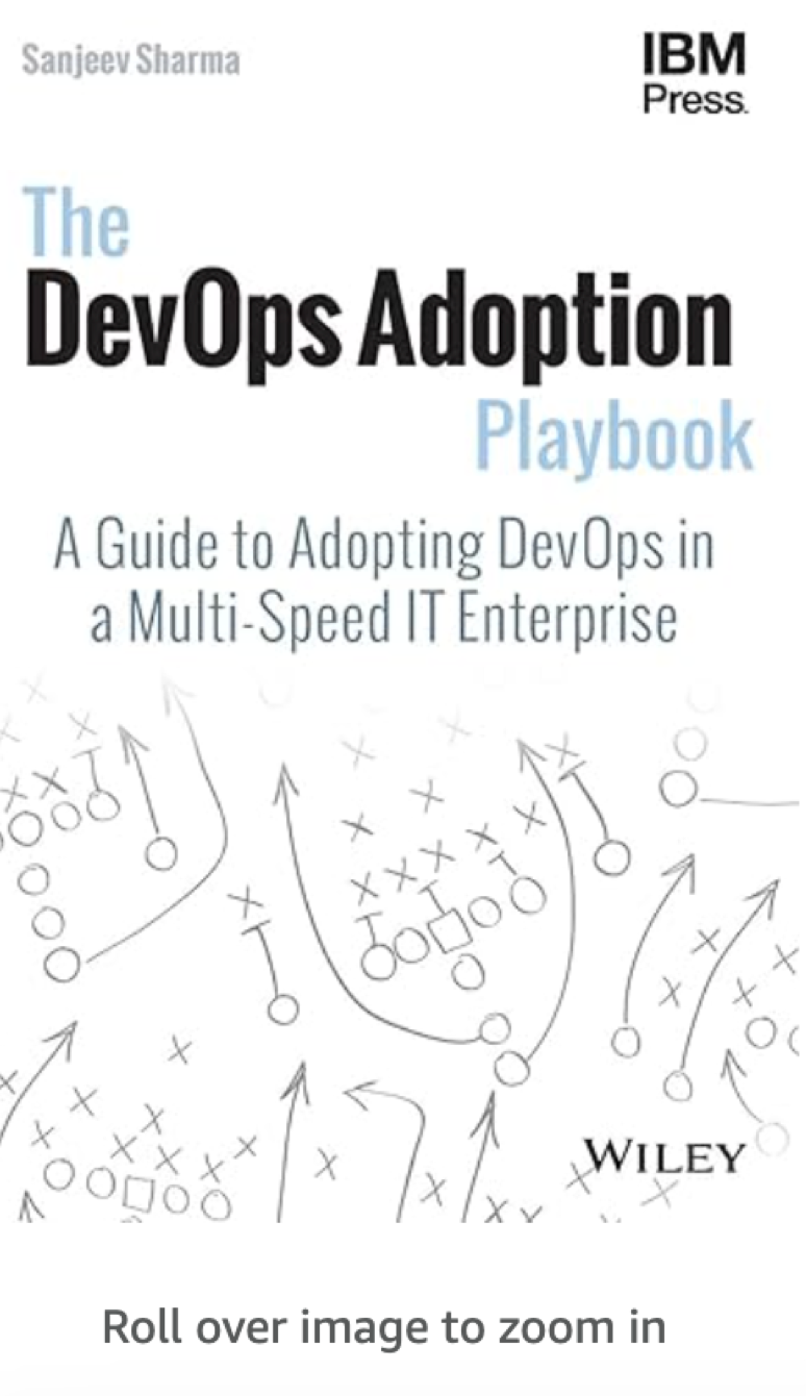 Sanjeev Sharma
IBM
Press.
The
DevOps Adoption
Playbook
A Guide to Adopting DevOps in
a Multi-Speed IT Enterprise
WILEY
Roll over image to zoom in